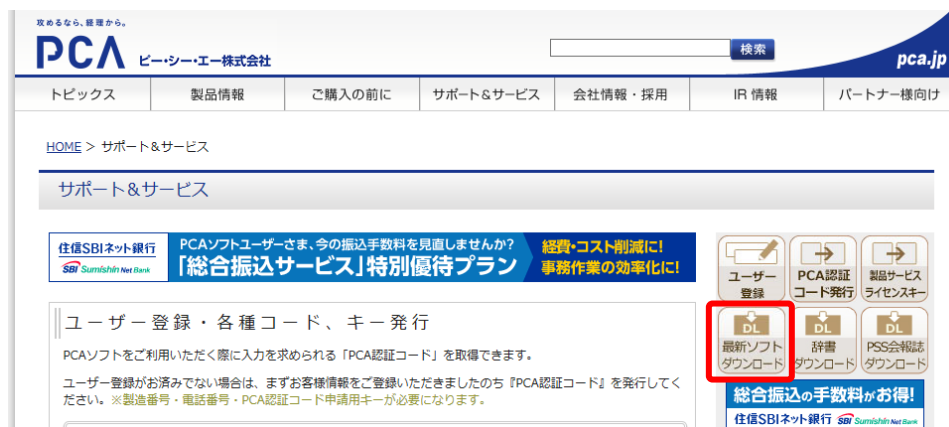 攻めるなら、経理から。
PCA ピー・シー・エー株式会社
検索
pca.jp
トピックス 製品情報 ご購入の前に サポート&サービス 会社情報・採用 IR 情報 パートナー様向け
HOME > サポート&サービス
サポート&サービス
住信SBIネット銀行
SBI Sumishin Net Bank
PCAソフトユーザーさま、今の振込手数料を見直しませんか?
「総合振込サービス」特別優待プラン
経費・コスト削減に!
事務作業の効率化に!
ユーザー登録
PCA認証コード発行
製品サービスライセンスキー
ユーザー登録・各種コード、キー発行
PCAソフトをご利用いただく際に入力を求められる「PCA認証コード」を取得できます。
ユーザー登録がお済みでない場合は、まずお客様情報をご登録いただきましたのち『PCA認証コード』を発行してく
ださい。※製造番号・電話番号・PCA認証コード申請用キーが必要になります。
DL
最新ソフト
ダウンロード
DL
辞書
ダウンロード
DL
PSS会報誌
ダウンロード
総合振込の手数料がお得!
住信SBIネット銀行 SBI Sumishin Net Bank